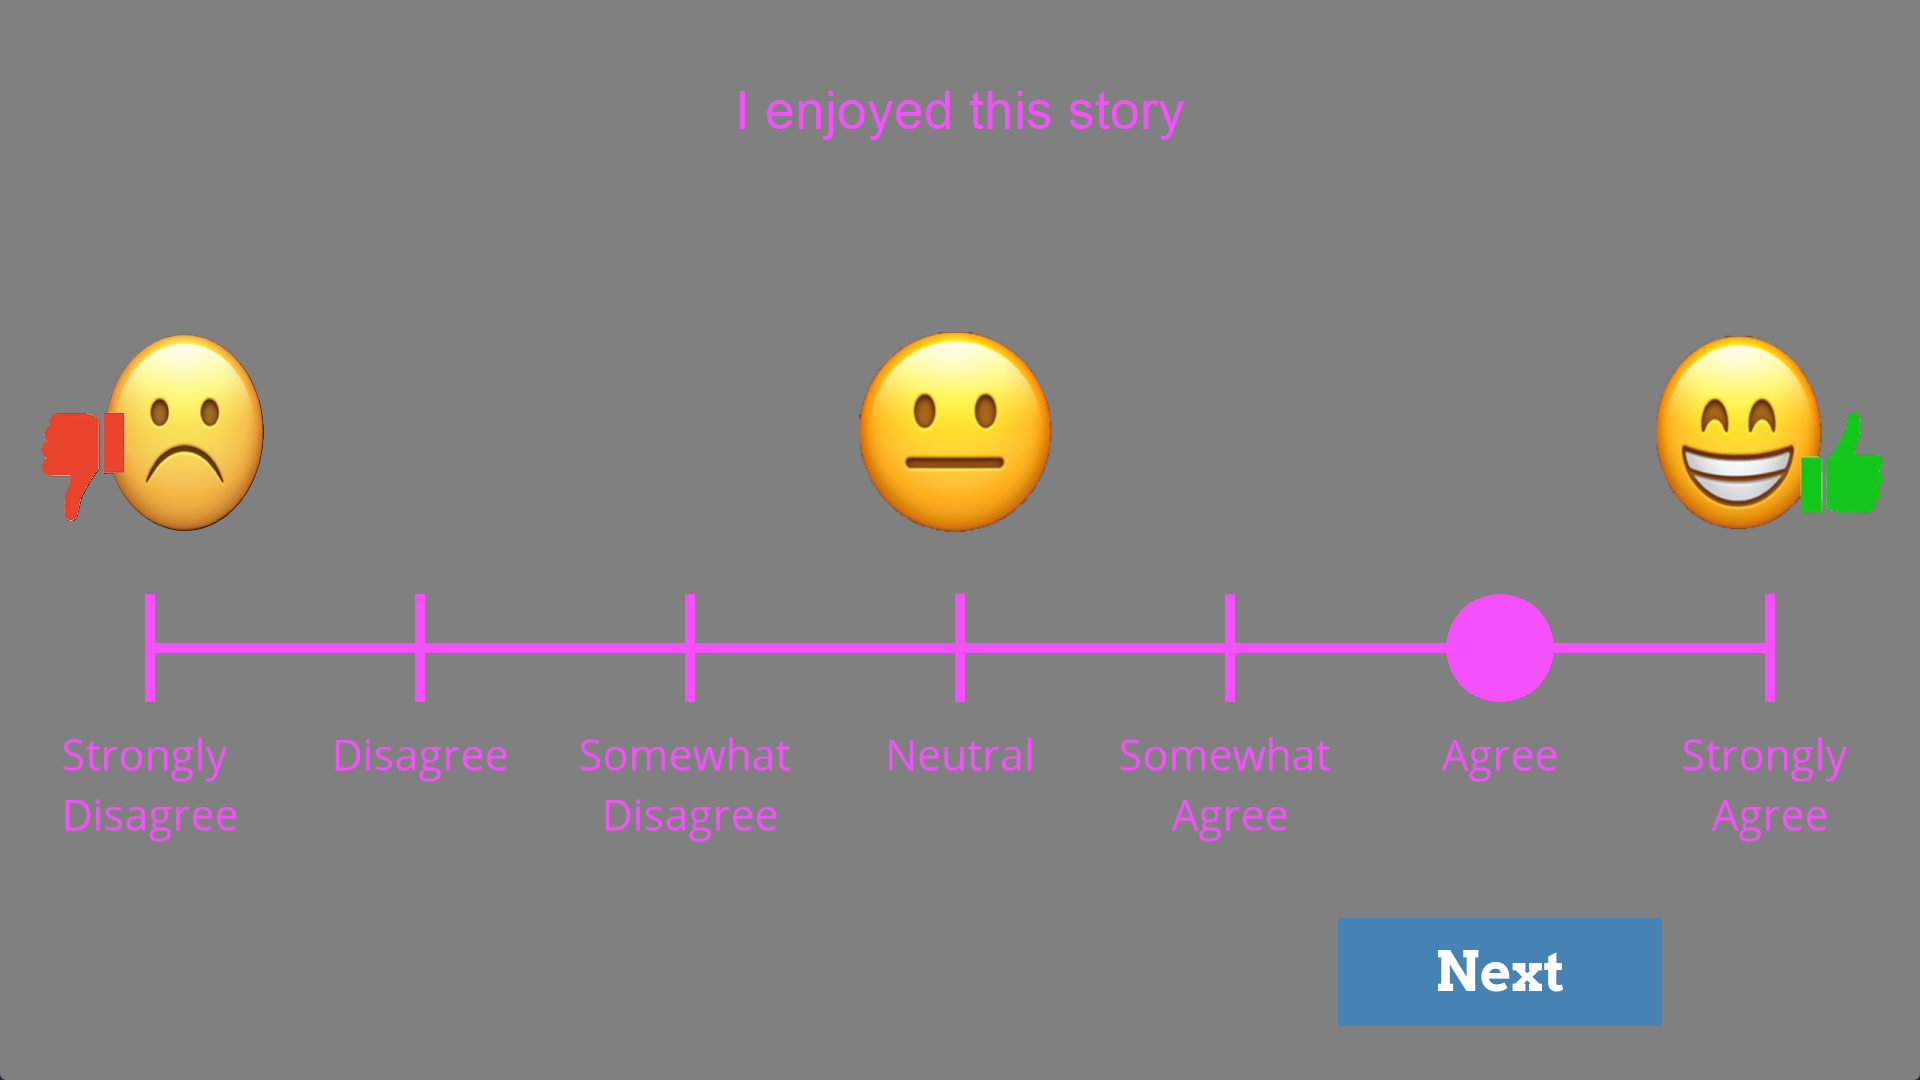 I enjoyed this story
Strongly Disagree
Disagree
Somewhat Disagree
Neutral
Somewhat Agree
Agree
Strongly Agree
Next